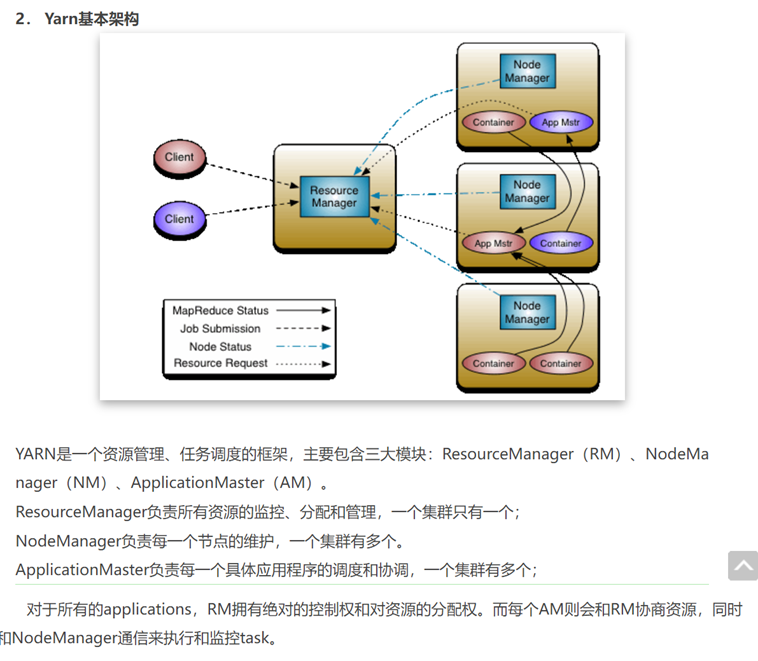 2． Yarn基本架构
Node
Manager
Container
App Mstr
Client
Resource
Manager
Client
Node
Manager
App Mstr
Container
MapReduce Status
Job Submission
Node Status
Resource Request
Node
Manager
Container
Container
YARN是一个资源管理、任务调度的框架，主要包含三大模块：ResourceManager（RM）、NodeMa
nager（NM）、ApplicationMaster（AM）。
ResourceManager负责所有资源的监控、分配和管理，一个集群只有一个；
NodeManager负责每一个节点的维护，一个集群有多个。
ApplicationMaster负责每一个具体应用程序的调度和协调，一个集群有多个；
对于所有的applications，RM拥有绝对的控制权和对资源的分配权。而每个AM则会和RM协商资源，同时
和NodeManager通信来执行和监控task。